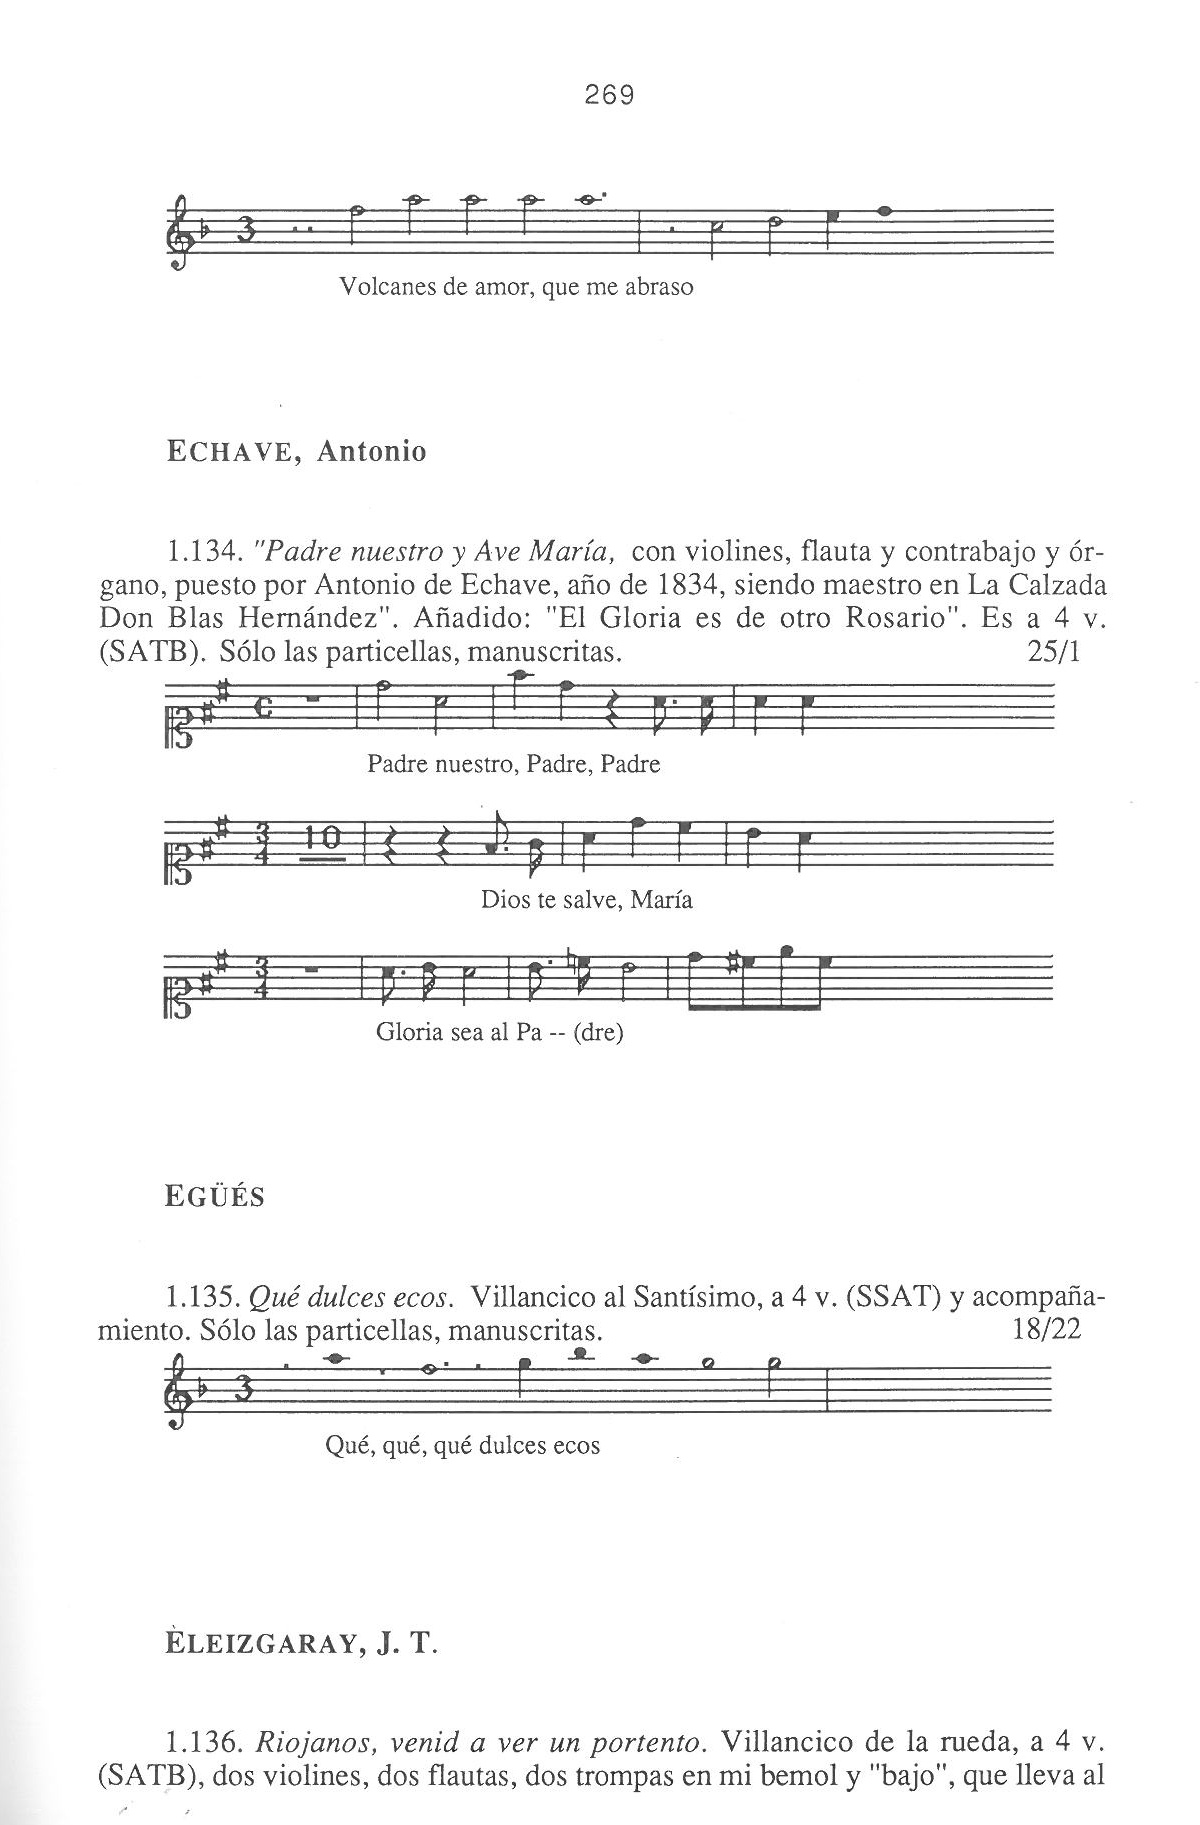 269
3
Volcanes de amor, que me abraso
ECHAVE, Antonio
1.134. "Padre nuestro y Ave María, con violines, flauta y contrabajo y ór-
gano, puesto por Antonio de Echave, año de 1834, siendo maestro en La Calzada
Don Blas Hernández". Añadido: "El Gloria es de otro Rosario". Es a 4 v.
(SATB). Sólo las particellas, manuscritas. 25/1
Padre nuestro, Padre, Padre
3 4 10
Dios te salve, María
3 4
Gloria sea al Pa -- (dre)
EGÜÉS
1.135. Qué dulces ecos. Villancico al Santísimo, a 4 v. (SSAT) y acompaña-
miento. Sólo las particellas, manuscritas. 18/22
3
Qué, qué, qué dulces ecos
ELEIZGARAY, J. T.
1.136. Riojanos, venid a ver un portento. Villancico de la rueda, a 4 v.
(SATB), dos violines, dos flautas, dos trompas en mi bemol y "bajo", que lleva al